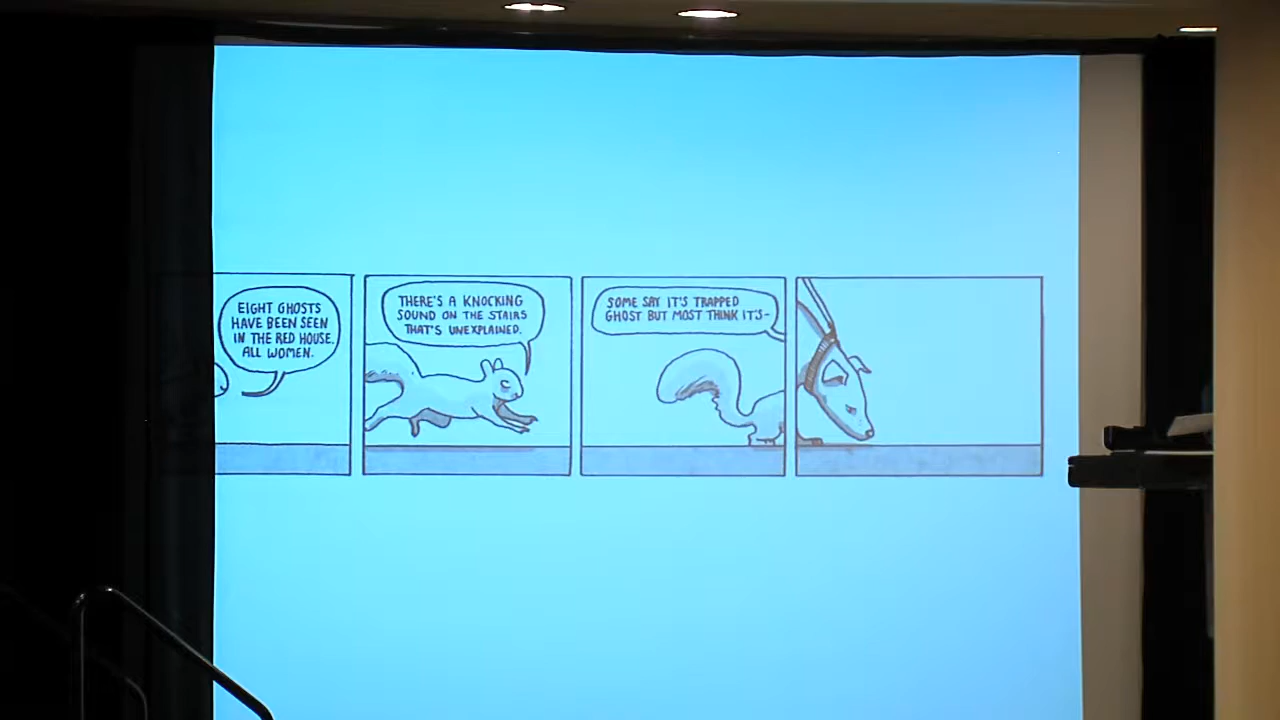 EIGHT GHOSTS
HAVE BEEN SEEN
IN THE RED HOUSE.
ALL WOMEN.
THERE'S A KNOCKING
SOUND ON THE STAIRS
THAT'S UNEXPLAINED.
SOME SAY IT'S TRAPPED
GHOST BUT MOST THINK IT'S-